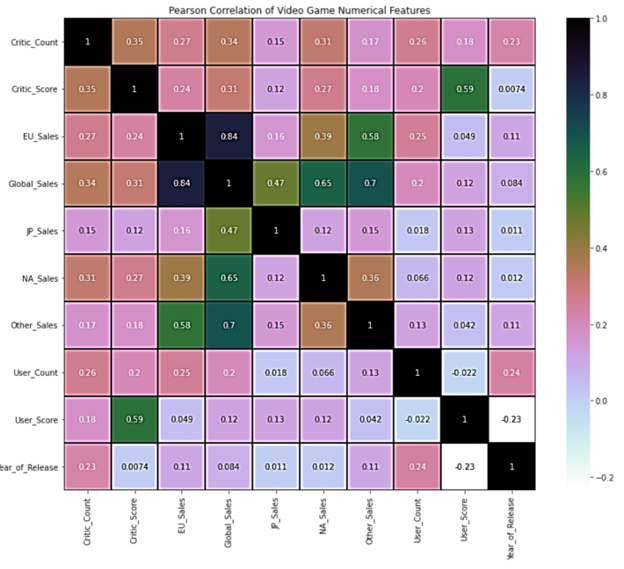 Pearson Correlation of Video Game Numerical Features
Critic_Count 1 0.35 0.27 0.34 0.15 0.31 0.17 0.26 0.18 0.23
Critic_Score 0.35 1 0.24 0.31 0.12 0.27 0.18 0.2 0.59 0.0074
EU_Sales 0.27 0.24 1 0.84 0.16 0.39 0.58 0.25 0.049 0.11
Global_Sales 0.34 0.31 0.84 1 0.47 0.65 0.7 0.2 0.12 0.084
JP_Sales 0.15 0.12 0.16 0.47 1 0.12 0.15 0.018 0.13 0.011
NA_Sales 0.31 0.27 0.39 0.65 0.12 1 0.36 0.066 0.12 0.012
Other_Sales 0.17 0.18 0.58 0.7 0.15 0.36 1 0.13 0.042 0.11
User_Count 0.26 0.2 0.25 0.2 0.018 0.066 0.13 1 -0.022 0.24
User_Score 0.18 0.59 0.049 0.12 0.13 0.12 0.042 -0.022 1 -0.23
ear_of_Release 0.23 0.0074 0.11 0.084 0.011 0.012 0.11 0.24 -0.23 1
Critic_Count
Critic_Score
EU_Sales
Global_Sales
JP_Sales
NA_Sales
Other_Sales
User_Count
User_Score
Year_of_Release
1.0
0.8
0.6
0.4
0.2
0.0
−0.2